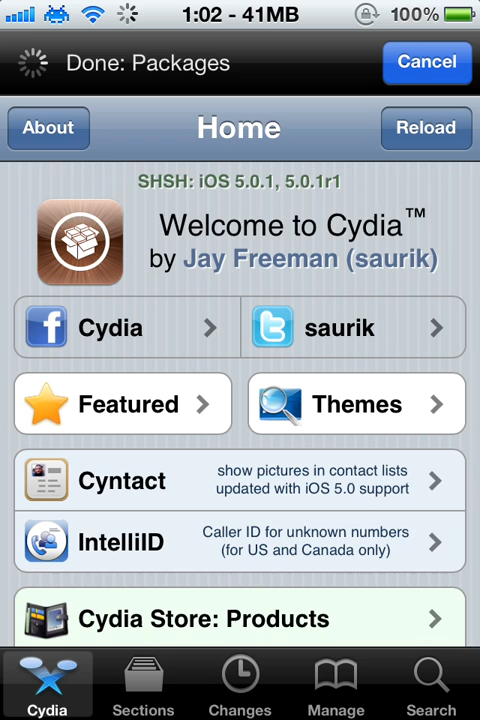 1:02 - 41MB 100%
Done: Packages Cancel
About Home Reload
SHSH: iOS 5.0.1, 5.0.1r1
Welcome to Cydia™
by Jay Freeman (saurik)
Cydia saurik
Featured Themes
Cyntact show pictures in contact lists
updated with iOS 5.0 support
IntelliID Caller ID for unknown numbers
(for US and Canada only)
Cydia Store: Products
Cydia Sections Changes Manage Search